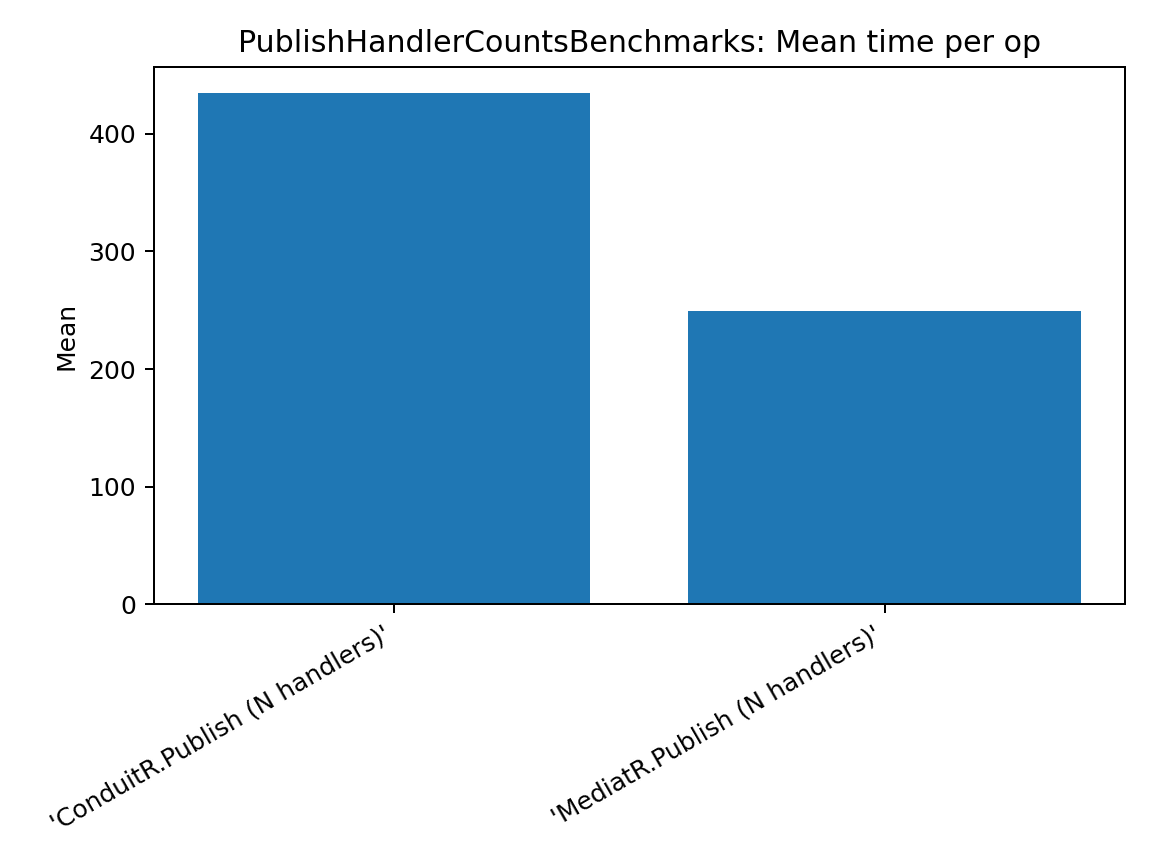 PublishHandlerCountsBenchmarks: Mean time per op
Mean
400
300
200
100
0
'ConduitR.Publish (N handlers)'
'MediatR.Publish (N handlers)'